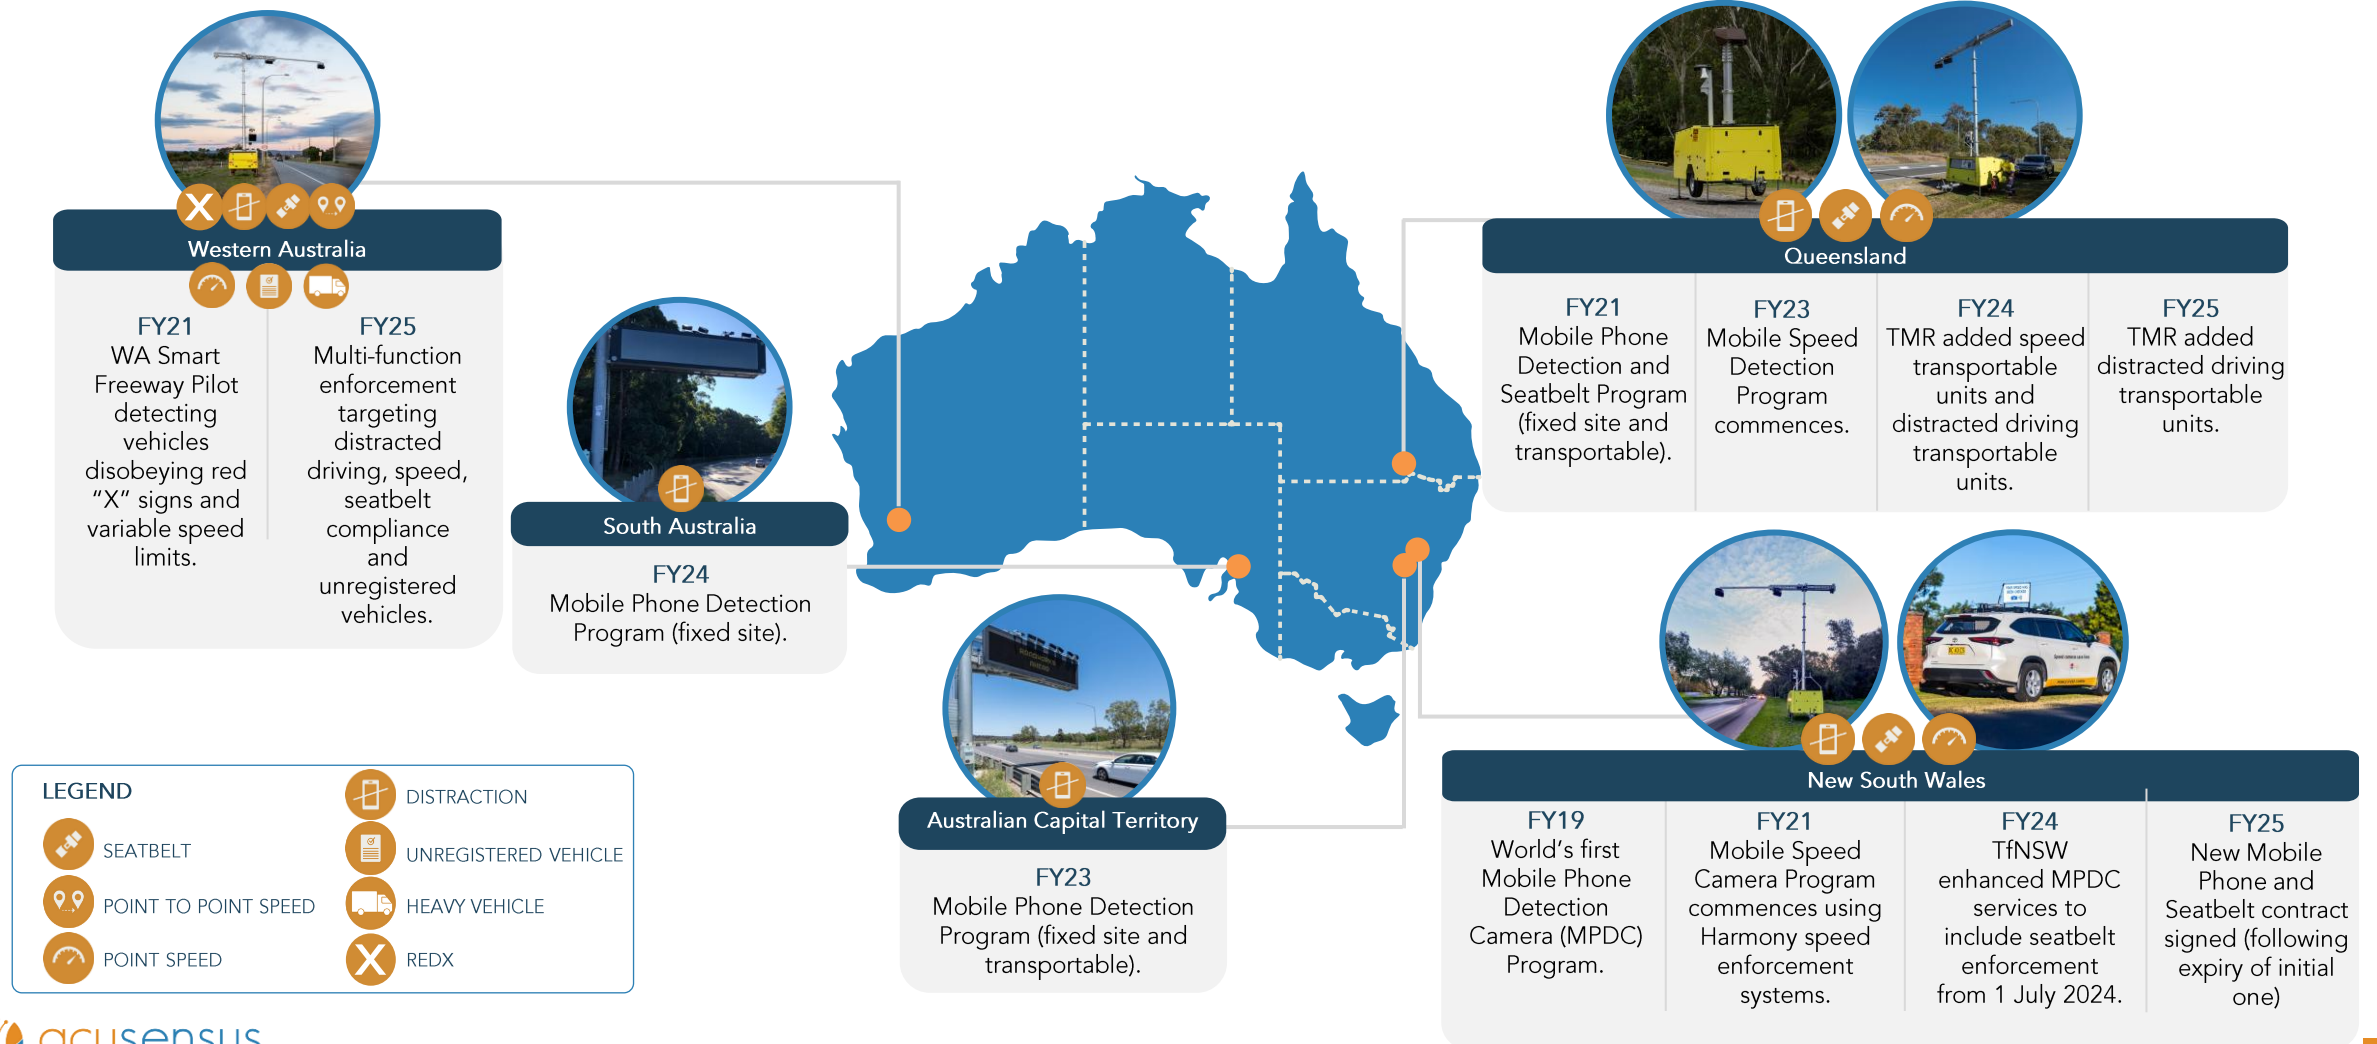 Western Australia
FY21
WA Smart
Freeway Pilot
detecting
vehicles
disobeying red
“X” signs and
variable speed
limits.
FY25
Multi-function
enforcement
targeting
distracted
driving, speed,
seatbelt
compliance
and
unregistered
vehicles.
South Australia
FY24
Mobile Phone Detection
Program (fixed site).
Australian Capital Territory
FY23
Mobile Phone Detection
Program (fixed site and
transportable).
Queensland
FY21
Mobile Phone
Detection and
Seatbelt Program
(fixed site and
transportable).
FY23
Mobile Speed
Detection
Program
commences.
FY24
TMR added speed
transportable
units and
distracted driving
transportable
units.
FY25
TMR added
distracted driving
transportable
units.
New South Wales
FY19
World’s first
Mobile Phone
Detection
Camera (MPDC)
Program.
FY21
Mobile Speed
Camera Program
commences using
Harmony speed
enforcement
systems.
FY24
TfNSW
enhanced MPDC
services to
include seatbelt
enforcement
from 1 July 2024.
FY25
New Mobile
Phone and
Seatbelt contract
signed (following
expiry of initial
one)
LEGEND
SEATBELT
POINT TO POINT SPEED
POINT SPEED
DISTRACTION
UNREGISTERED VEHICLE
HEAVY VEHICLE
REDX
acusensus